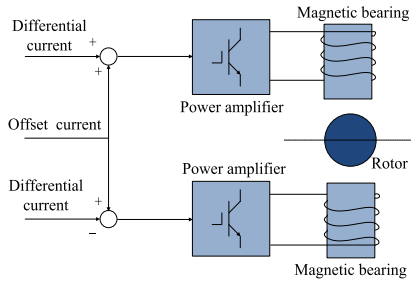 Magnetic bearing
Differential
current
+
+
Power amplifier
Offset current
Power amplifier
Rotor
Differential
current
+
−
Magnetic bearing